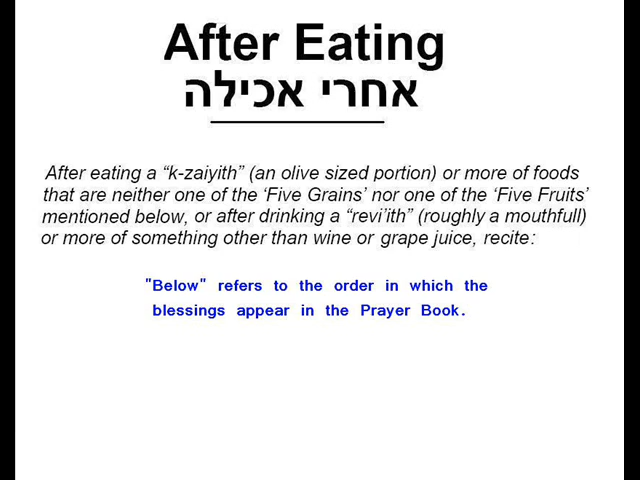 After Eating
אחרי אכילה
After eating a “k-zaiyith” (an olive sized portion) or more of foods
that are neither one of the ‘Five Grains’ nor one of the ‘Five Fruits’
mentioned below, or after drinking a “revi’ith” (roughly a mouthfull)
or more of something other than wine or grape juice, recite:
"Below" refers to the order in which the
blessings appear in the Prayer Book.